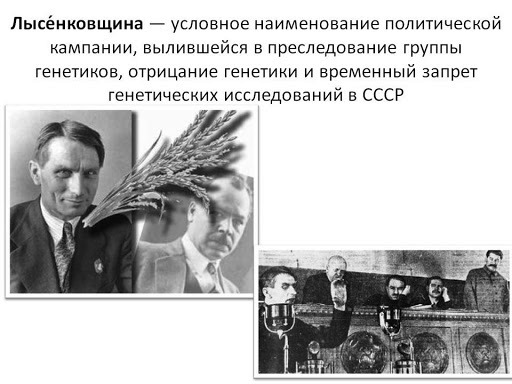 Лысе́нковщина — условное наименование политической
кампании, вылившейся в преследование группы
генетиков, отрицание генетики и временный запрет
генетических исследований в СССР